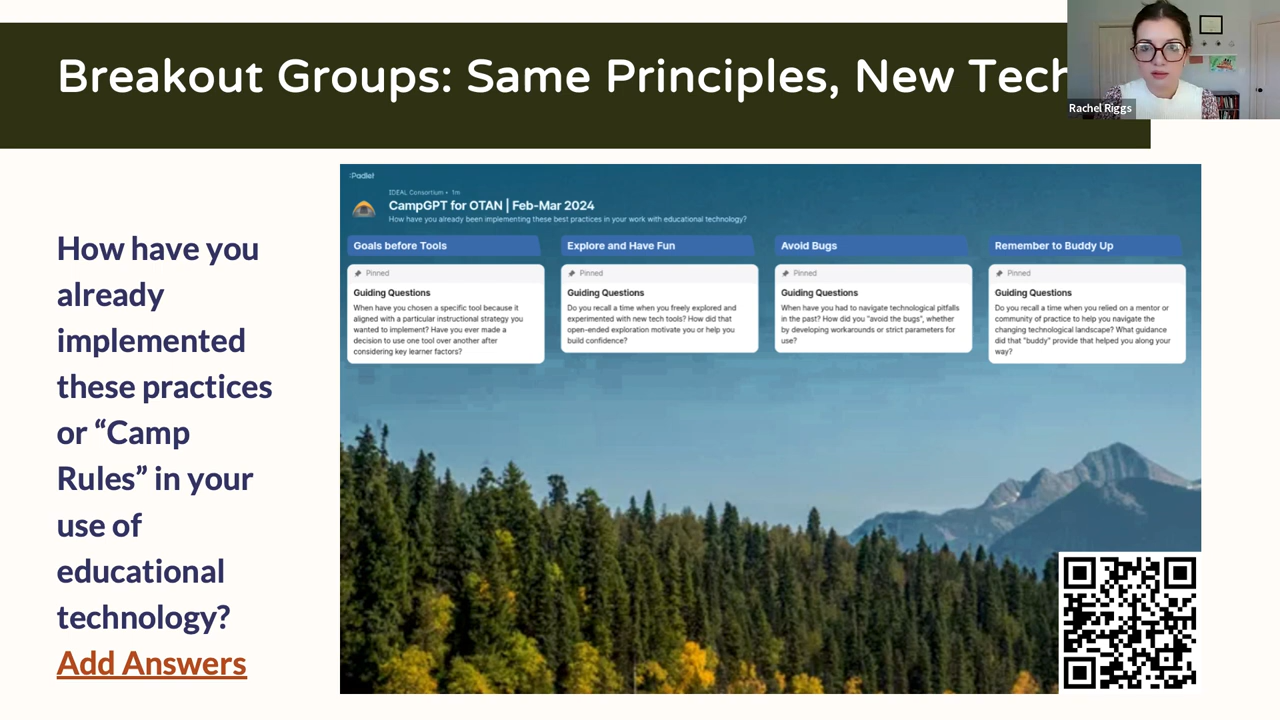 Breakout Groups: Same Principles, New Tech
Rachel Riggs
How have you
already
implemented
these practices
or “Camp
Rules” in your
use of
educational
technology?
Add Answers
:Padlet
IDEAL Consortium • 1m
CampGPT for OTAN | Feb-Mar 2024
How have you already been implementing these best practices in your work with educational technology?
Goals before Tools
Pinned
Guiding Questions
When have you chosen a specific tool because it
aligned with a particular instructional strategy you
wanted to implement? Have you ever made a
decision to use one tool over another after
considering key learner factors?
Explore and Have Fun
Pinned
Guiding Questions
Do you recall a time when you freely explored and
experimented with new tech tools? How did that
open-ended exploration motivate you or help you
build confidence?
Avoid Bugs
Pinned
Guiding Questions
When have you had to navigate technological pitfalls
in the past? How did you "avoid the bugs", whether
by developing workarounds or strict parameters for
use?
Remember to Buddy Up
Pinned
Guiding Questions
Do you recall a time when you relied on a mentor or
community of practice to help you navigate the
changing technological landscape? What guidance
did that "buddy" provide that helped you along your
way?